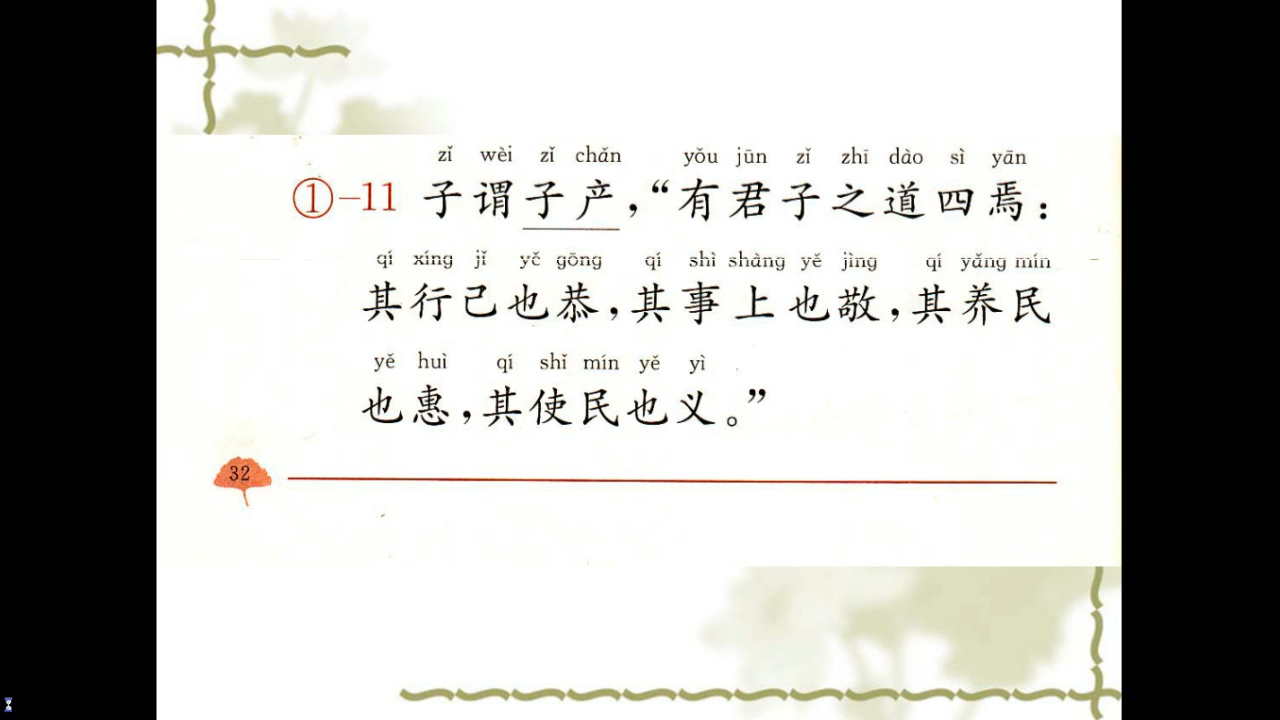 zǐ wèi zǐ chǎn yǒu jūn zǐ zhī dào sì yān
①-11 子谓子产，“有君子之道四焉：
qí xíng jǐ yě gōng qí shì shàng yě jìng qí yǎng mín
其行己也恭，其事上也敬，其养民
yě huì qí shǐ mín yě yì
也惠，其使民也义。”
32